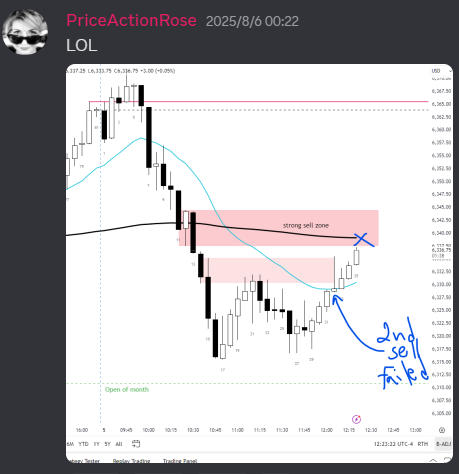 PriceActionRose 2025/8/6 00:22
LOL
6,337.25 L6,333.75 C6,336.75 +3.00 (+0.05%)
USD
6,367.50
6,365.00
6,362.50
6,360.00
6,357.50
6,355.00
6,352.50
6,350.00
6,347.50
6,345.00
6,342.50
strong sell zone
6,340.00
6,336.75
6,332.50
6,330.00
6,327.50
6,325.00
6,322.50
6,320.00
6,317.50
6,315.00
6,312.50
6,310.00
6,307.50
6,305.00
2nd
sell
Failed
Open of month
16:00 5 09:45 10:00 10:15 10:30 10:45 11:00 11:15 11:30 11:45 12:00 12:15 12:30 12:45 13:00
6M YTD 1Y 5Y All 12:23:22 UTC-4 RTH B-ADJ
ategy Tester Replay Trading Trading Panel